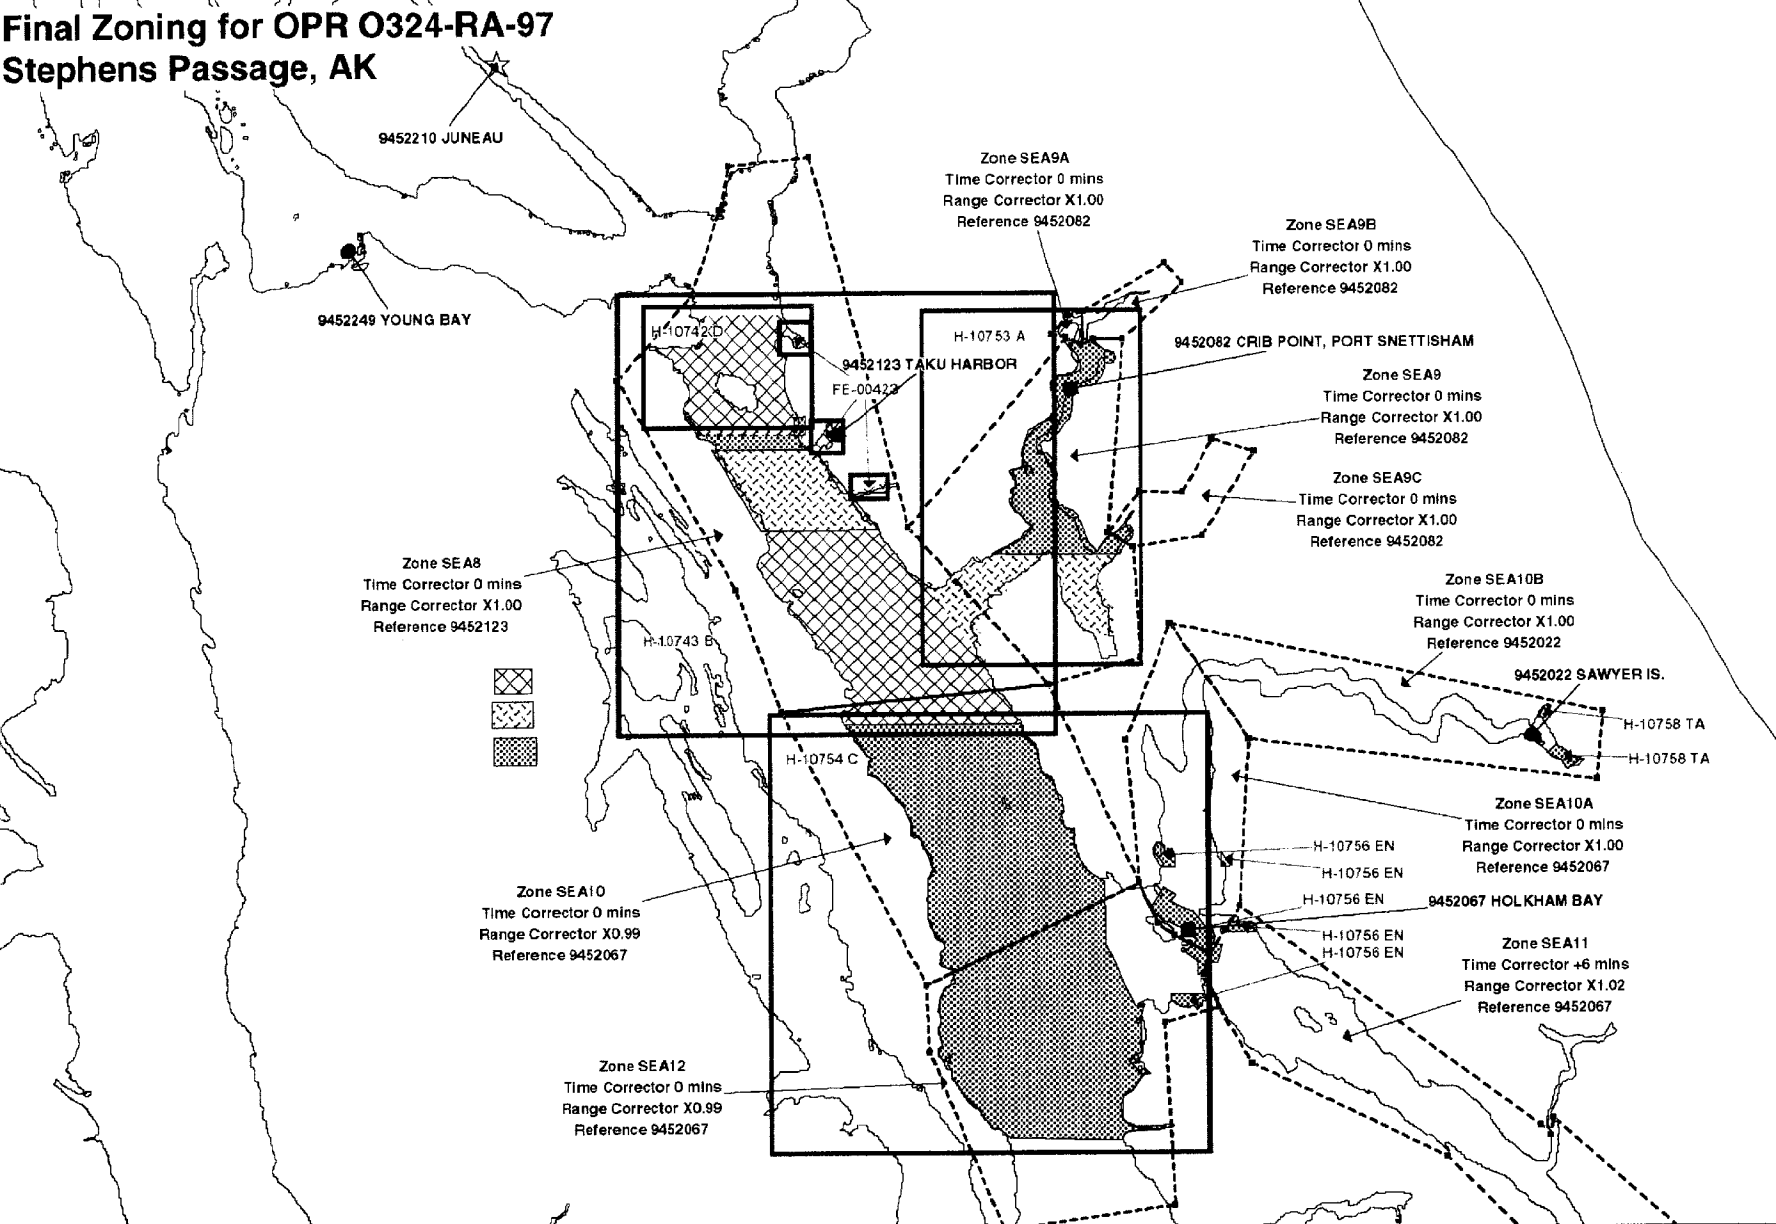 Final Zoning for OPR O324-RA-97
Stephens Passage, AK
9452210 JUNEAU
9452249 YOUNG BAY
Zone SEA9A
Time Corrector 0 mins
Range Corrector X1.00
Reference 9452082
Zone SEA9B
Time Corrector 0 mins
Range Corrector X1.00
Reference 9452082
H-10742 D
H-10753 A
9452082 CRIB POINT, PORT SNETTISHAM
9452123 TAKU HARBOR
FE-00423
Zone SEA9
Time Corrector 0 mins
Range Corrector X1.00
Reference 9452082
Zone SEA9C
Time Corrector 0 mins
Range Corrector X1.00
Reference 9452082
Zone SEA8
Time Corrector 0 mins
Range Corrector X1.00
Reference 9452123
Zone SEA10B
Time Corrector 0 mins
Range Corrector X1.00
Reference 9452022
H-10743 B
9452022 SAWYER IS.
H-10758 TA
H-10758 TA
H-10754 C
Zone SEA10A
Time Corrector 0 mins
Range Corrector X1.00
Reference 9452067
H-10756 EN
H-10756 EN
H-10756 EN
9452067 HOLKHAM BAY
H-10756 EN
H-10756 EN
Zone SEA10
Time Corrector 0 mins
Range Corrector X0.99
Reference 9452067
Zone SEA11
Time Corrector +6 mins
Range Corrector X1.02
Reference 9452067
Zone SEA12
Time Corrector 0 mins
Range Corrector X0.99
Reference 9452067